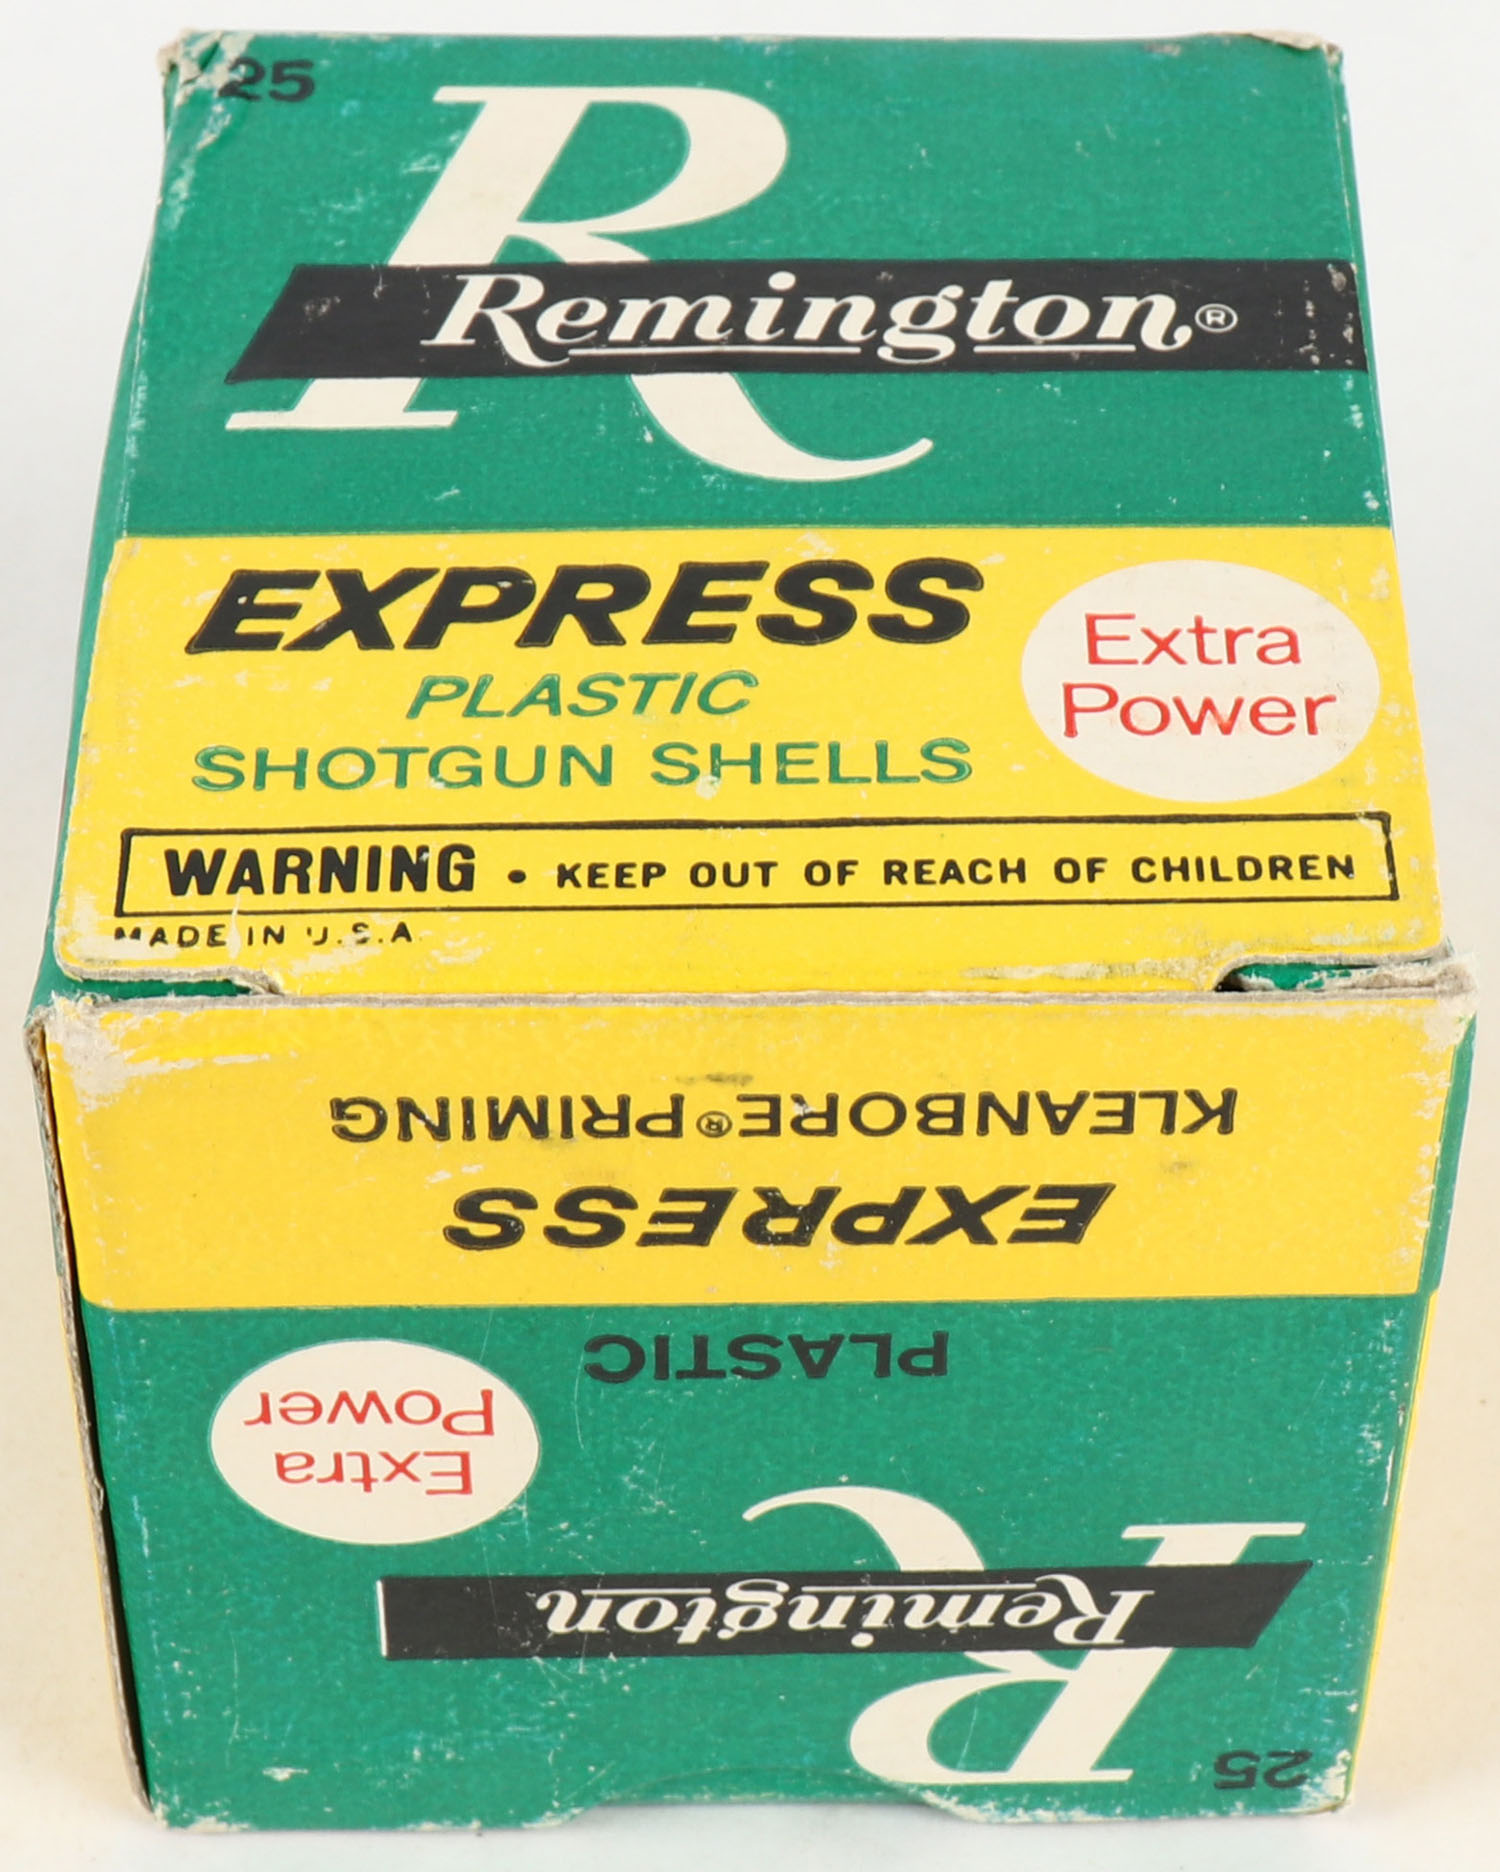 25
Remington®
EXPRESS
PLASTIC
SHOTGUN SHELLS
Extra
Power
WARNING • KEEP OUT OF REACH OF CHILDREN
MADE IN U.S.A.
25
R
Remington
Extra
Power
PLASTIC
EXPRESS
KLEANBORE® PRIMING